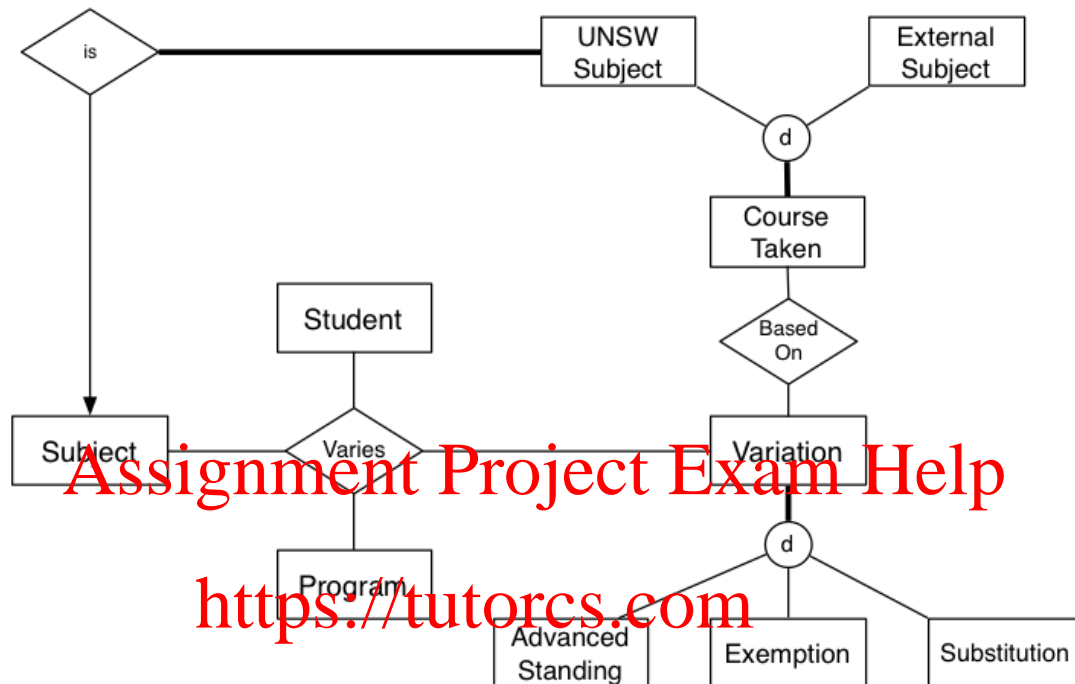 is
UNSW
Subject
External
Subject
d
Course
Taken
Student
Based
On
Subject
Varies
Variation
Assignment Project Exam Help
d
Program
https://tutorcs.com
Advanced
Standing
Exemption
Substitution